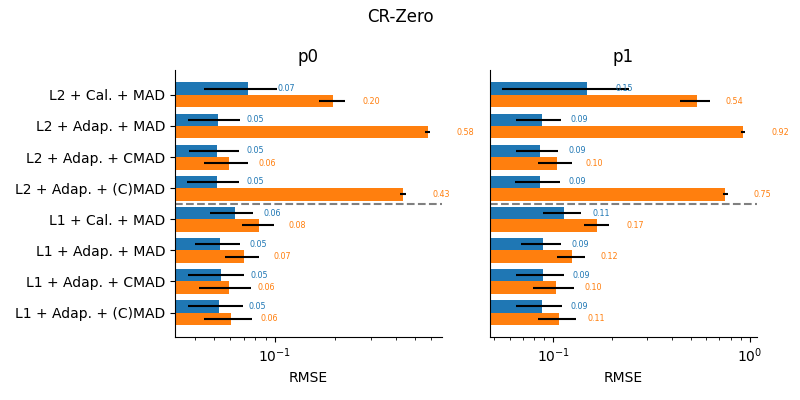 CR-Zero
p0
p1
L2 + Cal. + MAD
0.07
0.20
0.15
0.54
L2 + Adap. + MAD
0.05
0.58
0.09
0.92
L2 + Adap. + CMAD
0.05
0.06
0.09
0.10
L2 + Adap. + (C)MAD
0.05
0.43
0.09
0.75
L1 + Cal. + MAD
0.06
0.08
0.11
0.17
L1 + Adap. + MAD
0.05
0.07
0.09
0.12
L1 + Adap. + CMAD
0.05
0.06
0.09
0.10
L1 + Adap. + (C)MAD
0.05
0.06
0.09
0.11
10⁻¹
10⁻¹ 10⁰
RMSE
RMSE